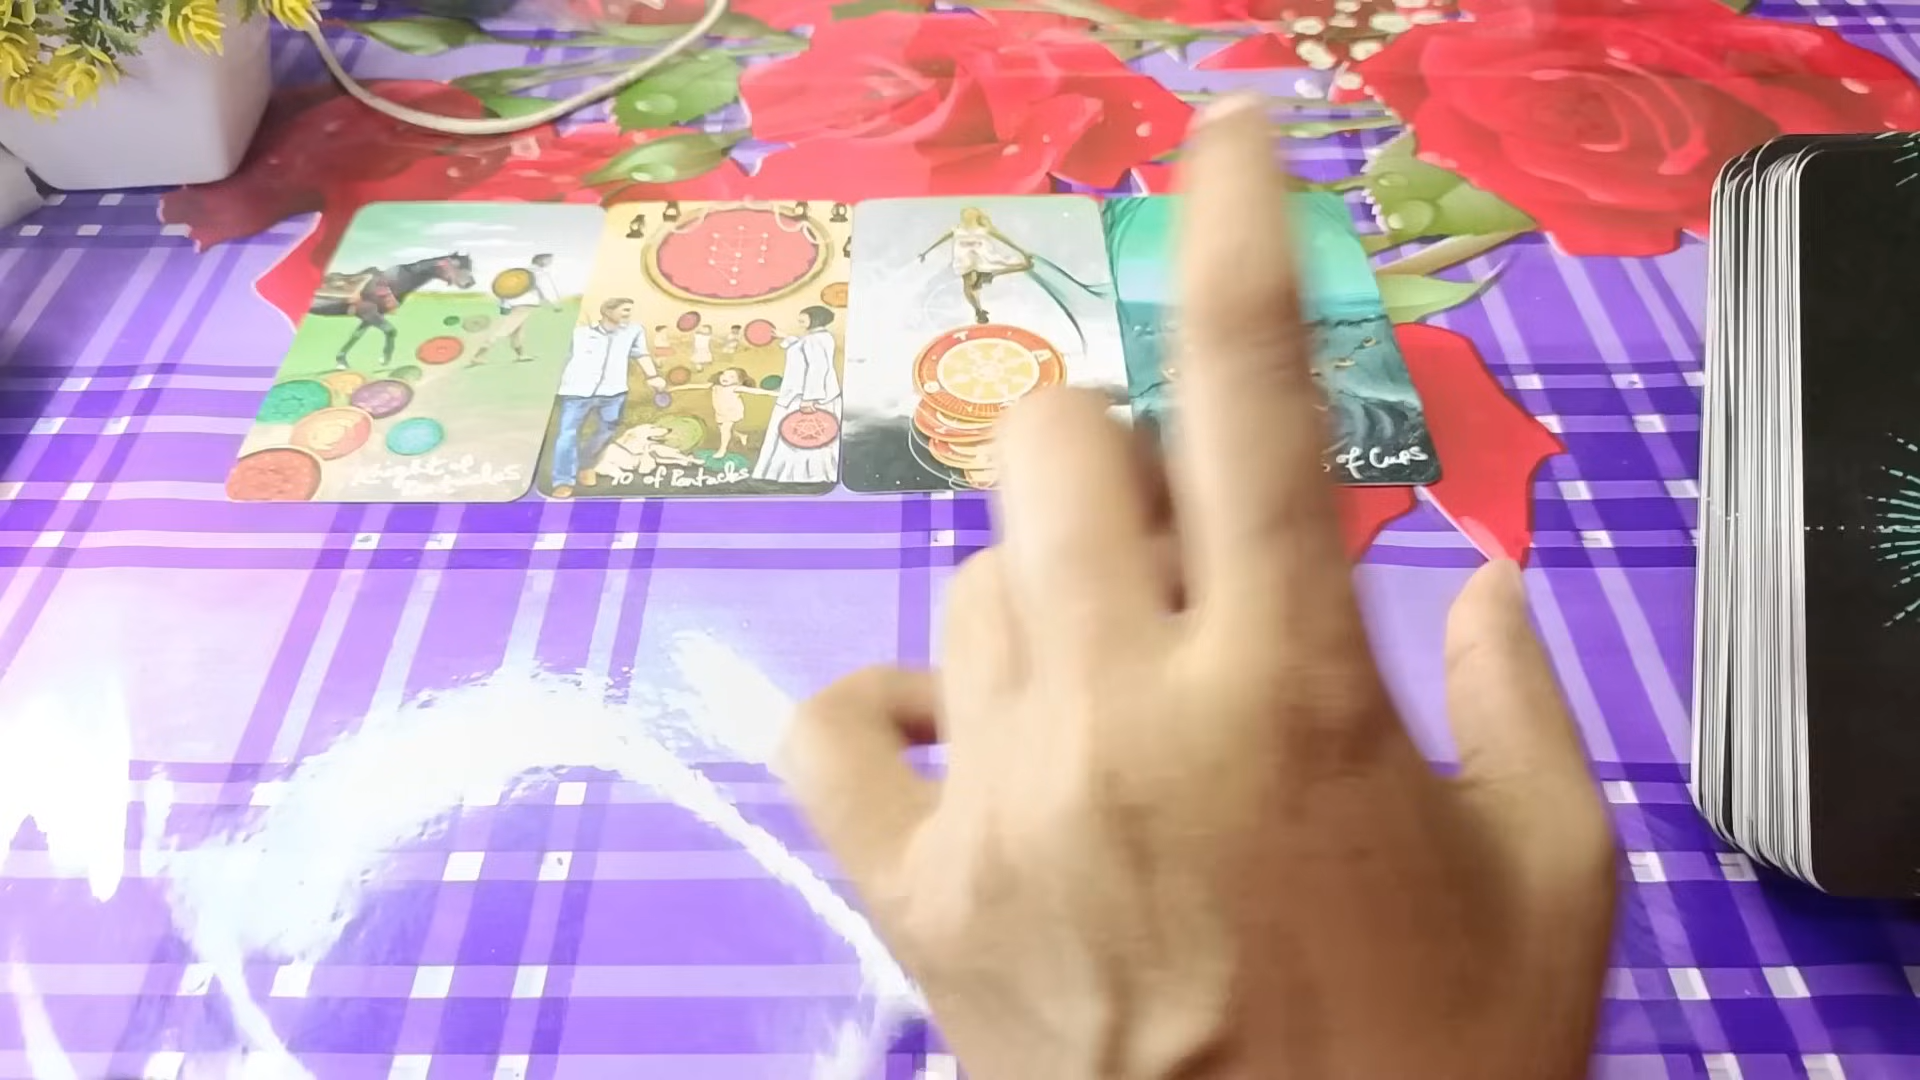 Knight of
Pentacles
10 of Pentacles
of Cups